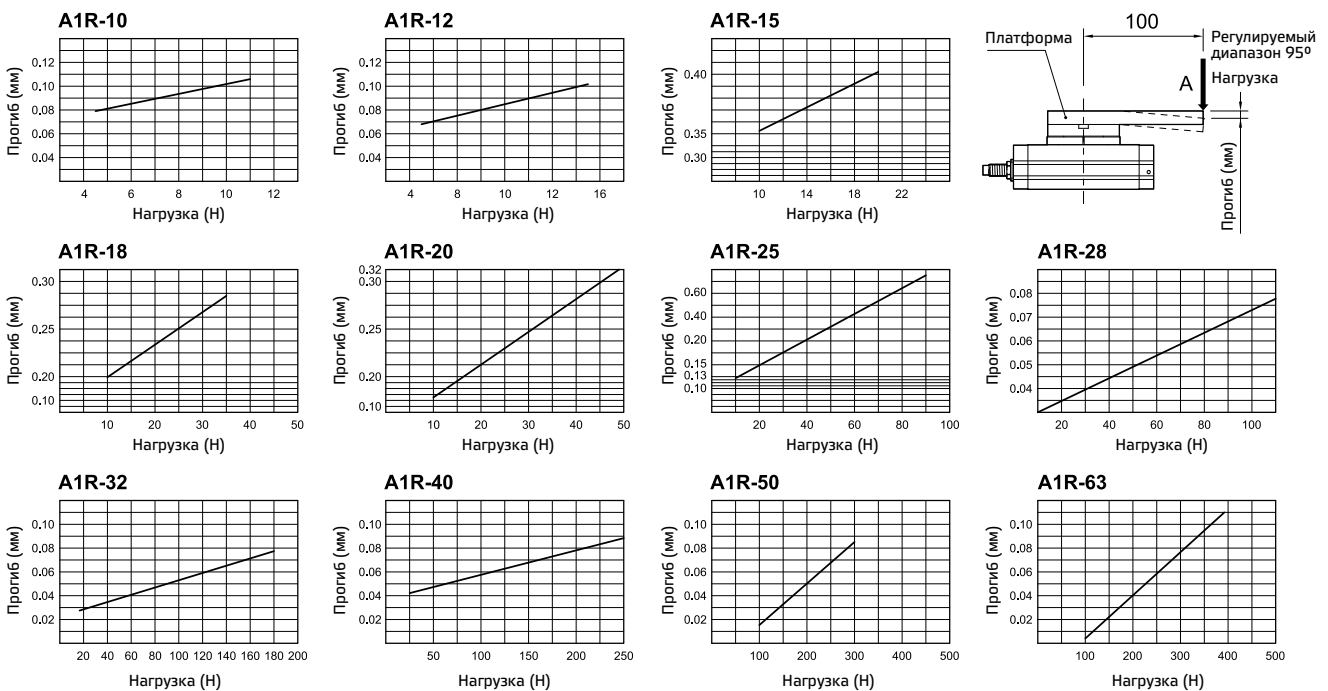 A1R-10
Прогиб (мм)
0.12
0.10
0.08
0.06
0.04
4 6 8 10 12
Нагрузка (Н)
A1R-12
Прогиб (мм)
0.12
0.10
0.08
0.06
0.04
4 8 10 12 16
Нагрузка (Н)
A1R-15
Прогиб (мм)
0.40
0.35
0.30
10 14 18 22
Нагрузка (Н)
100
Платформа
Регулируемый
диапазон 95º
A
Нагрузка
Прогиб (мм)
A1R-18
Прогиб (мм)
0.30
0.25
0.20
0.10
10 20 30 40 50
Нагрузка (Н)
A1R-20
Прогиб (мм)
0.32
0.30
0.25
0.20
0.10
10 20 30 40 50
Нагрузка (Н)
A1R-25
Прогиб (мм)
0.60
0.40
0.20
0.15
0.13
0.10
20 40 60 80 100
Нагрузка (Н)
A1R-28
Прогиб (мм)
0.08
0.07
0.06
0.05
0.04
20 40 60 80 100
Нагрузка (Н)
A1R-32
Прогиб (мм)
0.10
0.08
0.06
0.04
0.02
20 40 60 80 100 120 140 160 180 200
Нагрузка (Н)
A1R-40
Прогиб (мм)
0.10
0.08
0.06
0.04
0.02
50 100 150 200 250
Нагрузка (Н)
A1R-50
Прогиб (мм)
0.10
0.08
0.06
0.04
0.02
100 200 300 400 500
Нагрузка (Н)
A1R-63
Прогиб (мм)
0.10
0.08
0.06
0.04
0.02
100 200 300 400 500
Нагрузка (Н)